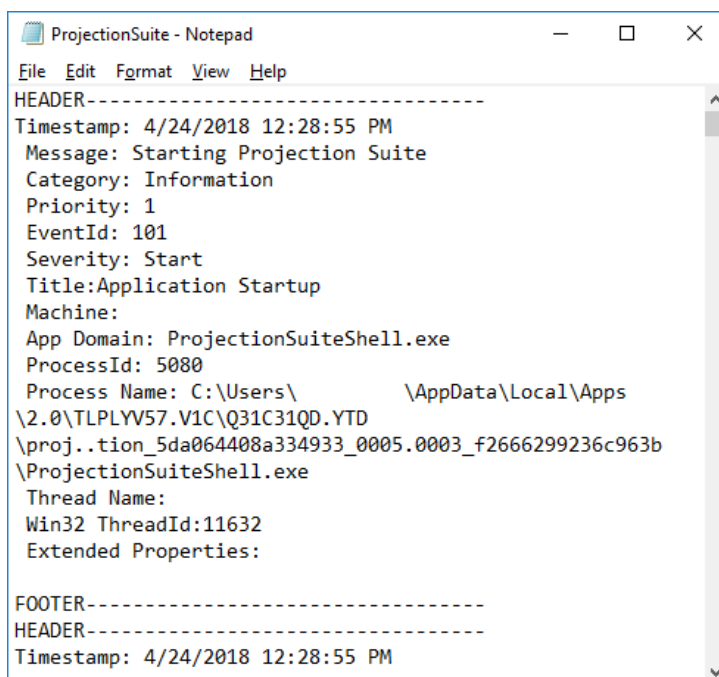 ProjectionSuite - Notepad
File Edit Format View Help
HEADER----------------------------------
Timestamp: 4/24/2018 12:28:55 PM
Message: Starting Projection Suite
Category: Information
Priority: 1
EventId: 101
Severity: Start
Title:Application Startup
Machine:
App Domain: ProjectionSuiteShell.exe
ProcessId: 5080
Process Name: C:\Users\         \AppData\Local\Apps
\2.0\TLPLYV57.V1C\Q31C31QD.YTD
\proj..tion_5da064408a334933_0005.0003_f2666299236c963b
\ProjectionSuiteShell.exe
Thread Name:
Win32 ThreadId:11632
Extended Properties:
FOOTER----------------------------------
HEADER----------------------------------
Timestamp: 4/24/2018 12:28:55 PM